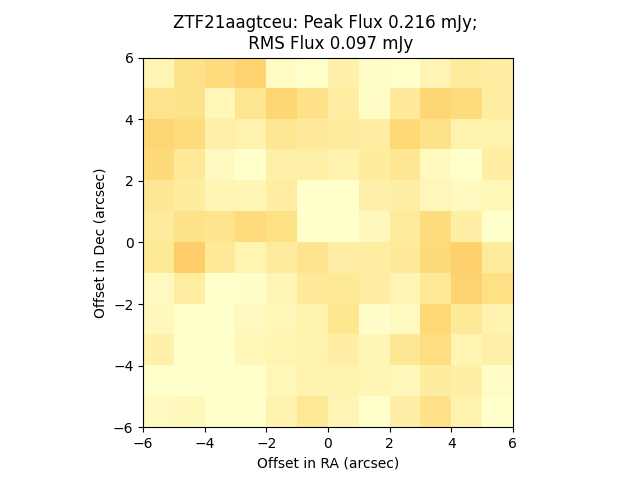 ZTF21aagtceu: Peak Flux 0.216 mJy;
RMS Flux 0.097 mJy
6
4
2
0
−2
−4
−6
Offset in Dec (arcsec)
−6 −4 −2 0 2 4 6
Offset in RA (arcsec)